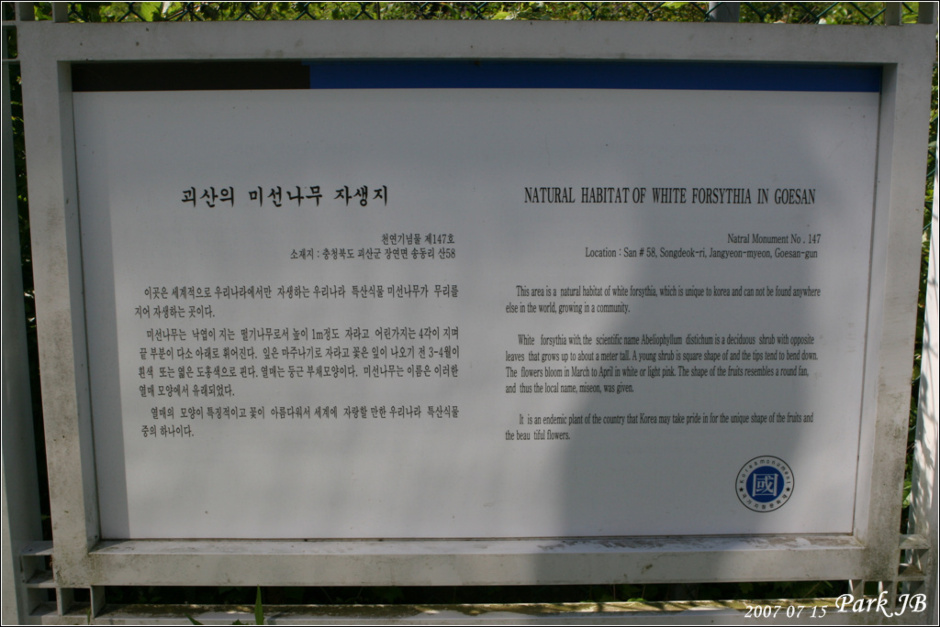 괴산의 미선나무 자생지
천연기념물 제147호
소재지 : 충청북도 괴산군 장연면 송동리 산58
이곳은 세계적으로 우리나라에서만 자생하는 우리나라 특산식물 미선나무가 무리를
지어 자생하는 곳이다.
미선나무는 낙엽이 지는 떨기나무로서 높이 1m정도 자라고 어린가지는 4각이 지며
끝 부분이 다소 아래로 휘어진다. 잎은 마주나기로 자라고 꽃은 잎이 나오기 전 3-4월에
흰색 또는 엷은 도홍색으로 핀다. 열매는 둥근 부채모양이다. 미선나무는 이름은 이러한
열매 모양에서 유래되었다.
열매의 모양이 특징적이고 꽃이 아름다워서 세계에 자랑할 만한 우리나라 특산식물
중의 하나이다.
NATURAL HABITAT OF WHITE FORSYTHIA IN GOESAN
Natral Monument No . 147
Location : San # 58, Songdeok-ri, Jangyeon-myeon, Goesan-gun
This area is a natural habitat of white forsythia, which is unique to korea and can not be found anywhere
else in the world, growing in a community.
White forsythia with the scientific name Abeliophyllum distictum is a deciduous shrub with opposite
leaves that grows up to about a meter tall. A young shrub is square shape of and the tips tend to bend down.
The flowers bloom in March to April in white or light pink. The shape of the fruits resembles a round fan,
and thus the local name, miseon, was given.
It is an endemic plant of the country that Korea may take pride in for the unique shape of the fruits and
the beau tiful flowers.
國
2007 07 15 Park JB